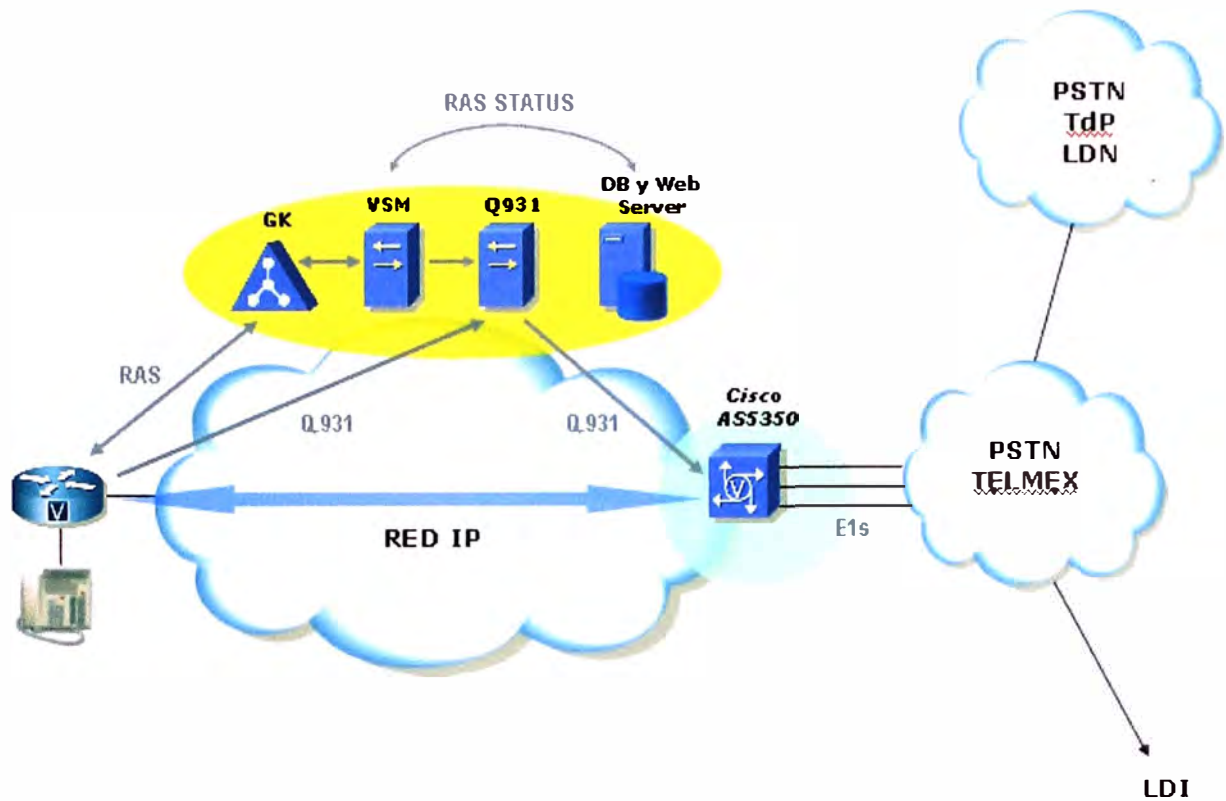 PSTN
TdP
LDN
RAS STATUS
GK
VSM
Q931
DB y Web
Server
RAS
Q.931
Q.931
Cisco
AS5350
PSTN
TELMEX
E1s
RED IP
V
V
LDI